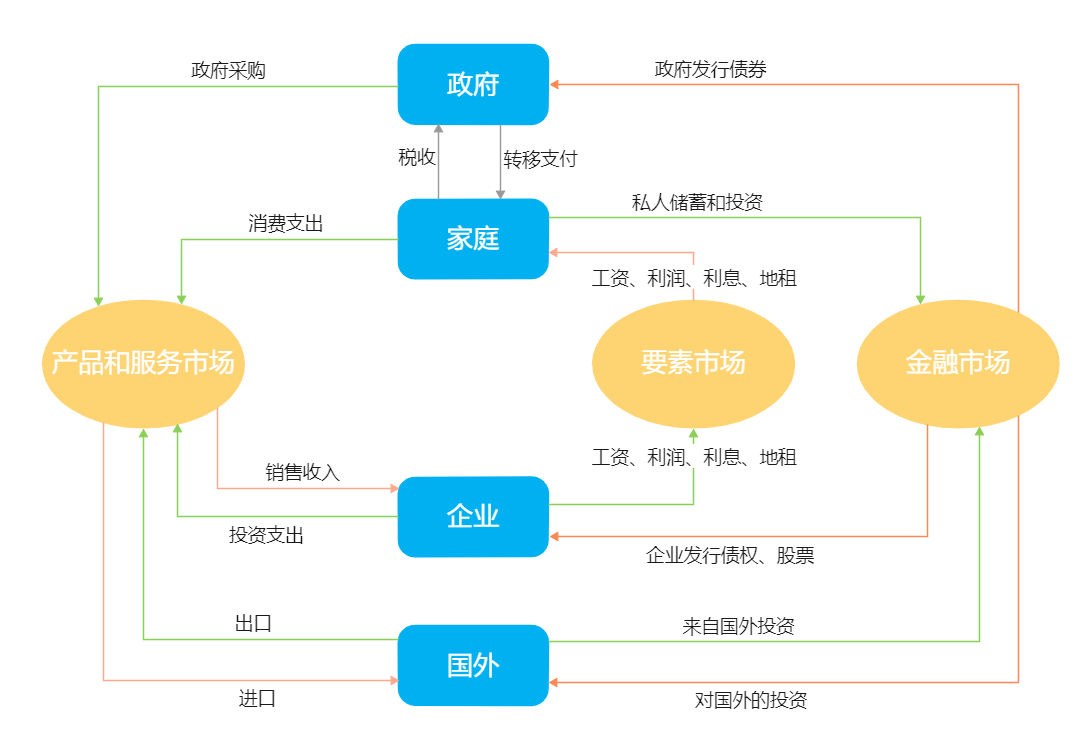 政府采购
政府
政府发行债券
税收
转移支付
消费支出
家庭
私人储蓄和投资
工资、利润、利息、地租
产品和服务市场
要素市场
金融市场
工资、利润、利息、地租
销售收入
企业
投资支出
企业发行债权、股票
出口
来自国外投资
国外
进口
对国外的投资